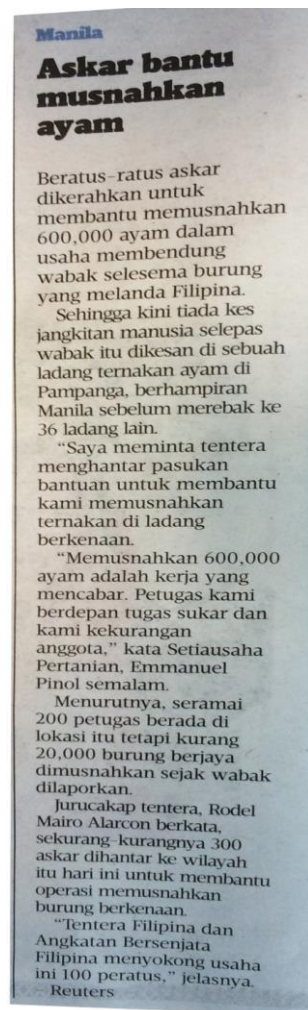 Manila
Askar bantu
musnahkan
ayam
Beratus-ratus askar
dikerahkan untuk
membantu memusnahkan
600,000 ayam dalam
usaha membendung
wabak selesema burung
yang melanda Filipina.
Sehingga kini tiada kes
jangkitan manusia selepas
wabak itu dikesan di sebuah
ladang ternakan ayam di
Pampanga, berhampiran
Manila sebelum merebak ke
36 ladang lain.
“Saya meminta tentera
menghantar pasukan
bantuan untuk membantu
kami memusnahkan
ternakan di ladang
berkenaan.
“Memusnahkan 600,000
ayam adalah kerja yang
mencabar. Petugas kami
berdepan tugas sukar dan
kami kekurangan
anggota,” kata Setiausaha
Pertanian, Emmanuel
Pinol semalam.
Menurutnya, seramai
200 petugas berada di
lokasi itu tetapi kurang
20,000 burung berjaya
dimusnahkan sejak wabak
dilaporkan.
Jurucakap tentera, Rodel
Mairo Alarcon berkata,
sekurang-kurangnya 300
askar dihantar ke wilayah
itu hari ini untuk membantu
operasi memusnahkan
burung berkenaan.
“Tentera Filipina dan
Angkatan Bersenjata
Filipina menyokong usaha
ini 100 peratus,” jelasnya.
– Reuters